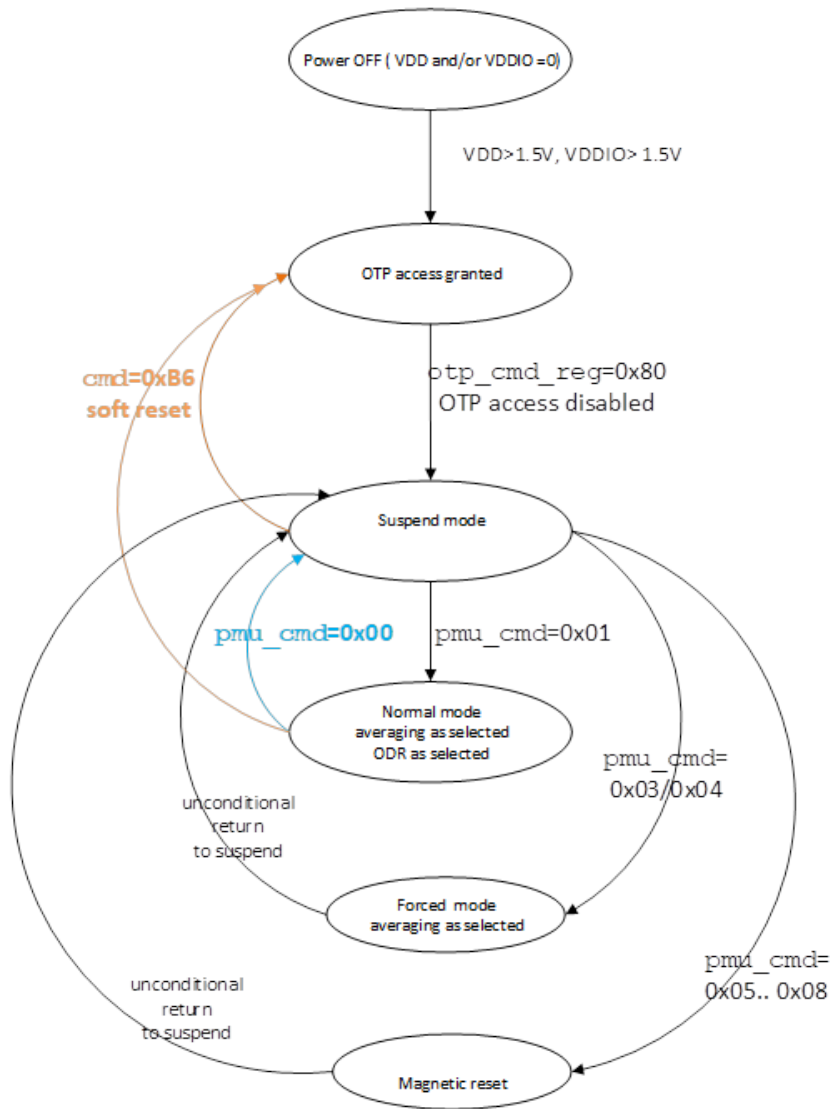 Power OFF ( VDD and/or VDDIO =0)
VDD>1.5V, VDDIO> 1.5V
OTP access granted
cmd=0xB6
soft reset
otp_cmd_reg=0x80
OTP access disabled
Suspend mode
pmu_cmd=0x00
pmu_cmd=0x01
Normal mode
averaging as selected
ODR as selected
pmu_cmd=
0x03/0x04
unconditional
return
to suspend
Forced mode
averaging as selected
pmu_cmd=
0x05.. 0x08
unconditional
return
to suspend
Magnetic reset